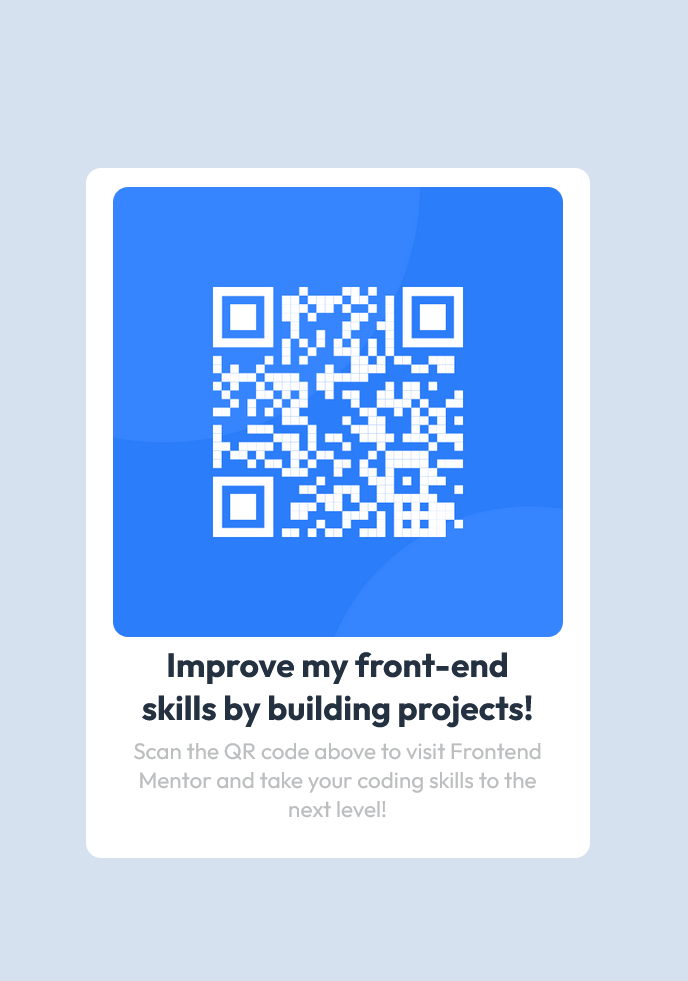 Improve my front-end
skills by building projects!
Scan the QR code above to visit Frontend
Mentor and take your coding skills to the
next level!